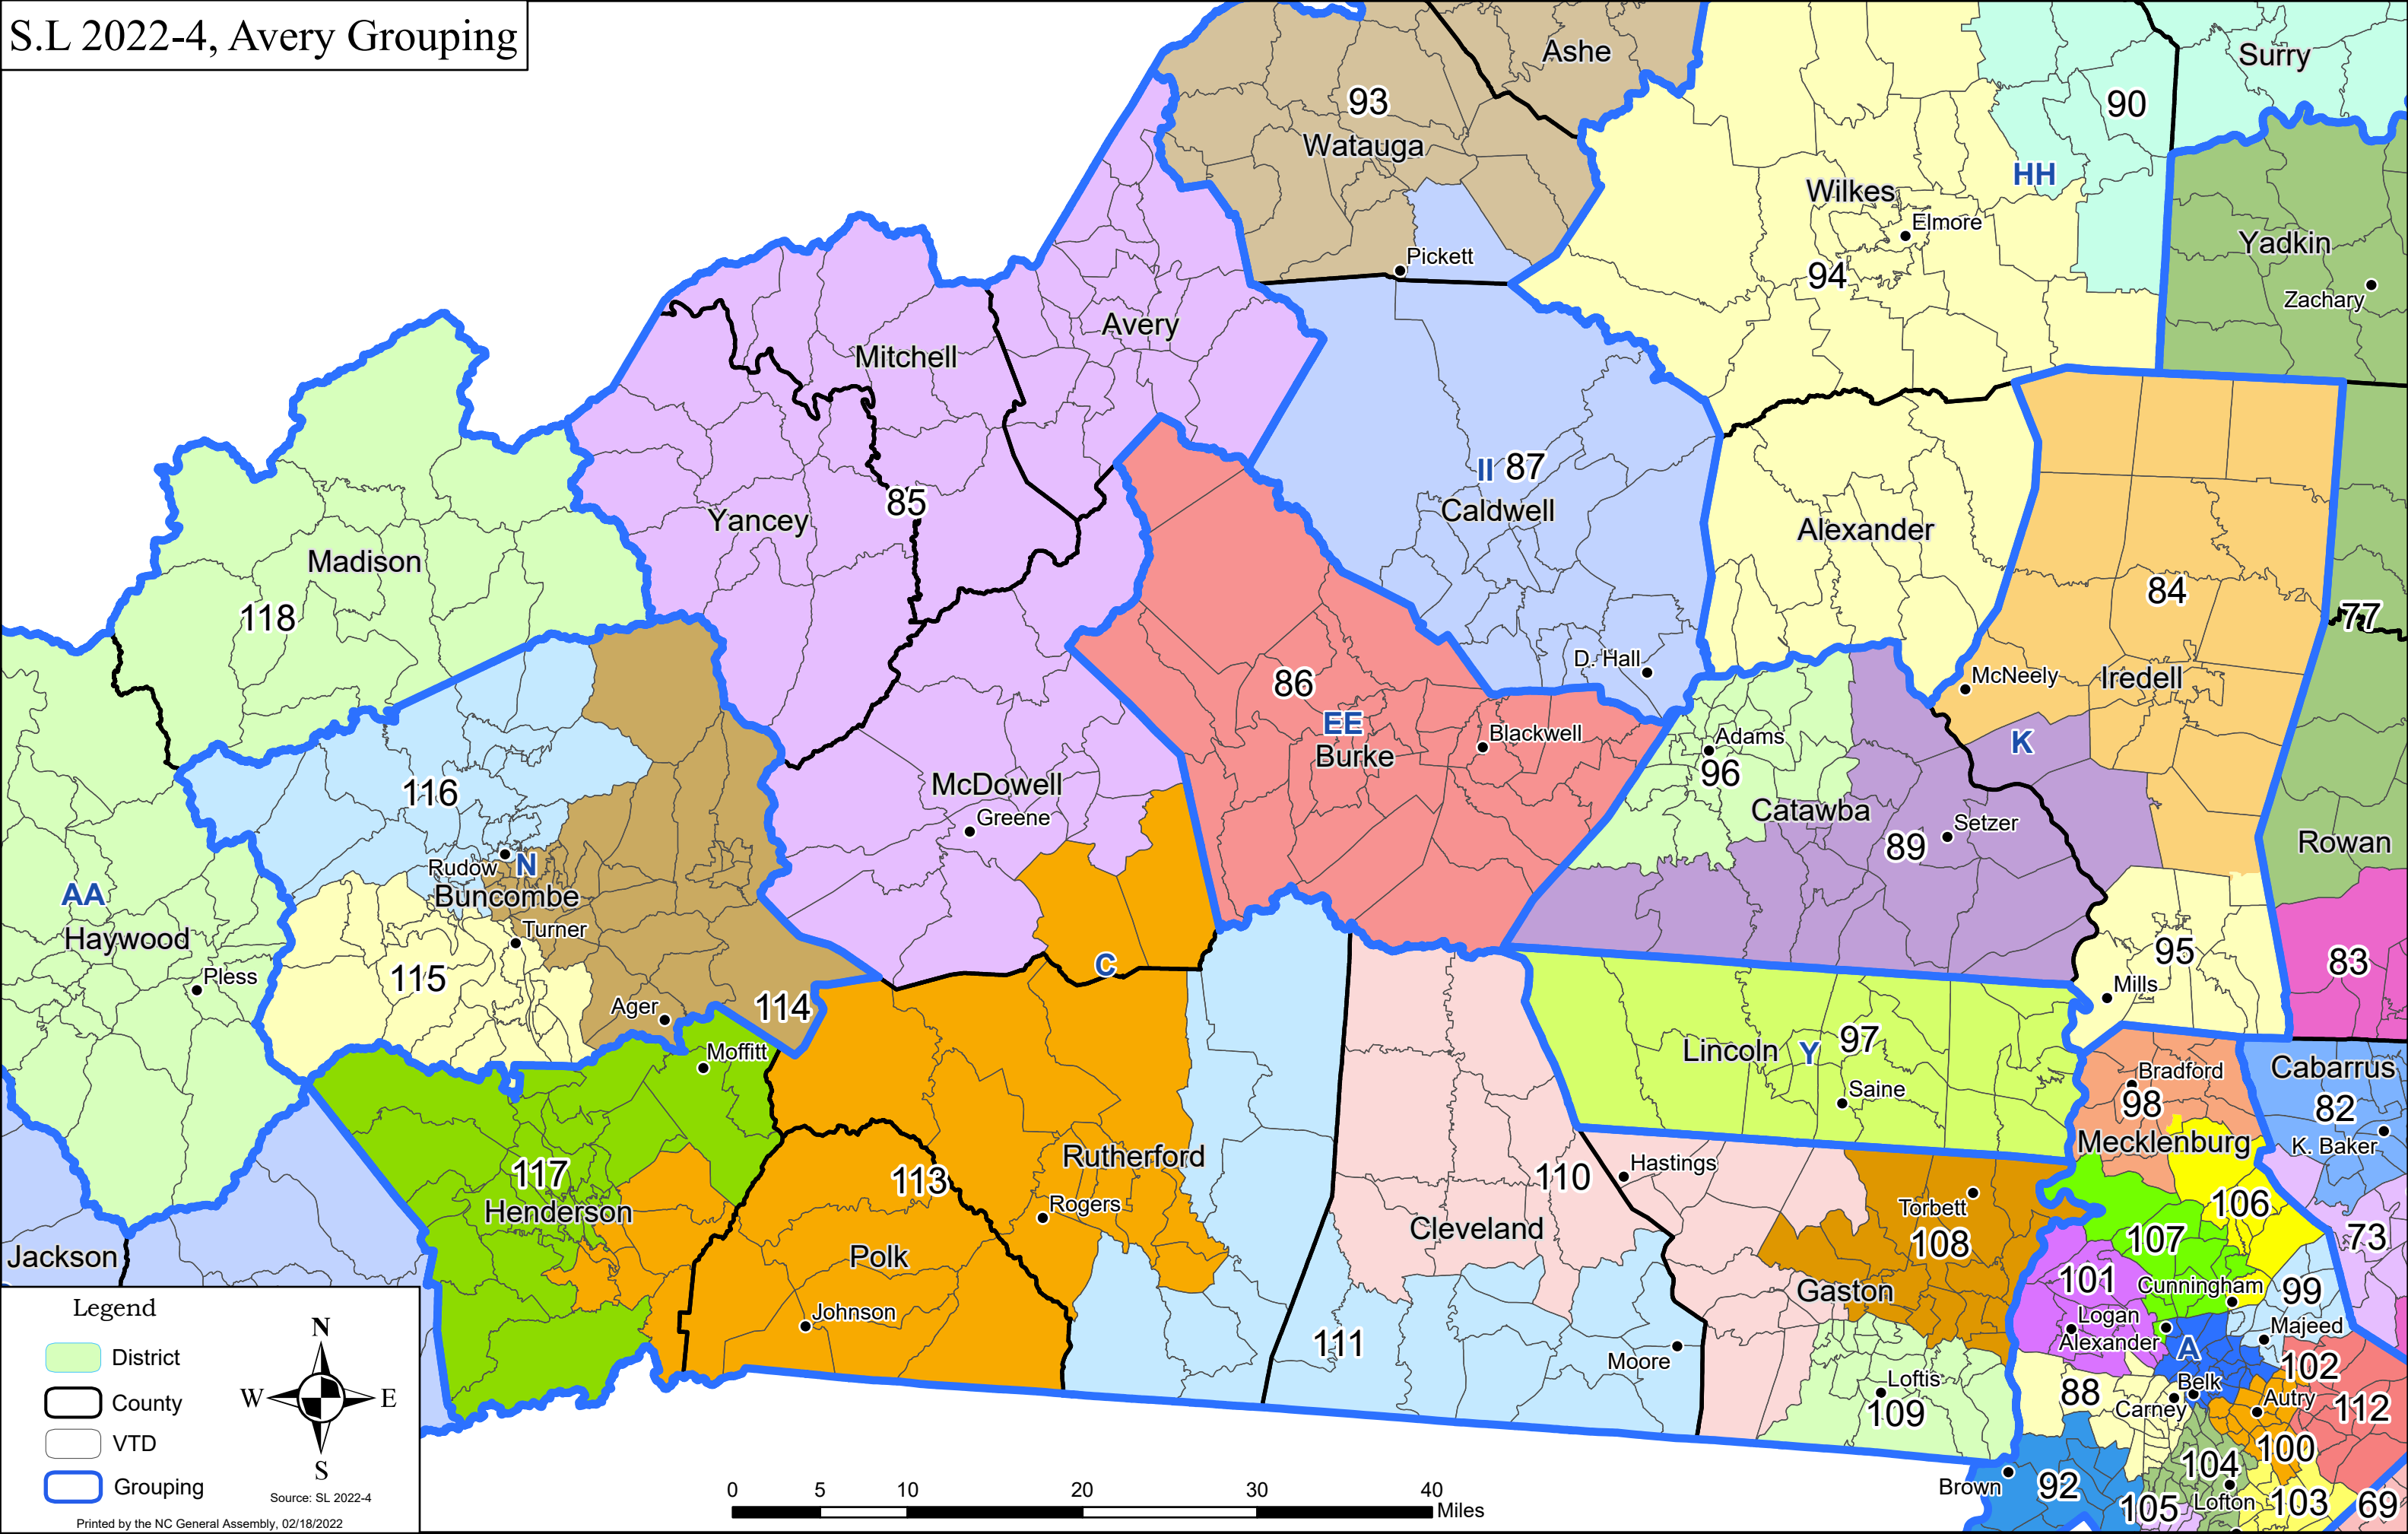 S.L 2022-4, Avery Grouping
Ashe
Surry
93
90
Watauga
HH
Wilkes
Elmore
Yadkin
Pickett
94
Zachary
Avery
Mitchell
II 87
85
Caldwell
Yancey
Alexander
Madison
84
118
77
D. Hall
McNeely
Iredell
86
EE
Burke
Blackwell
Adams
K
96
116
McDowell
Catawba
Greene
Setzer
89
Rowan
Rudow
N
AA
Buncombe
Turner
Haywood
95
83
C
Pless
115
Mills
Ager
114
Moffitt
Lincoln
Y
97
Cabarrus
Bradford
Saine
98
82
Mecklenburg
K. Baker
117
113
Rutherford
110
Hastings
Henderson
Rogers
Torbett
106
Cleveland
108
107
73
Jackson
Polk
101
Cunningham
99
Gaston
Johnson
Logan
Majeed
Alexander
A
111
Moore
102
Loftis
88
Belk
Autry
109
Carney
112
100
104
Brown
92
105
Lofton
103
69
Legend
District
County
VTD
Grouping
N
W
E
S
Source: SL 2022-4
Printed by the NC General Assembly, 02/18/2022
0 5 10 20 30 40
Miles